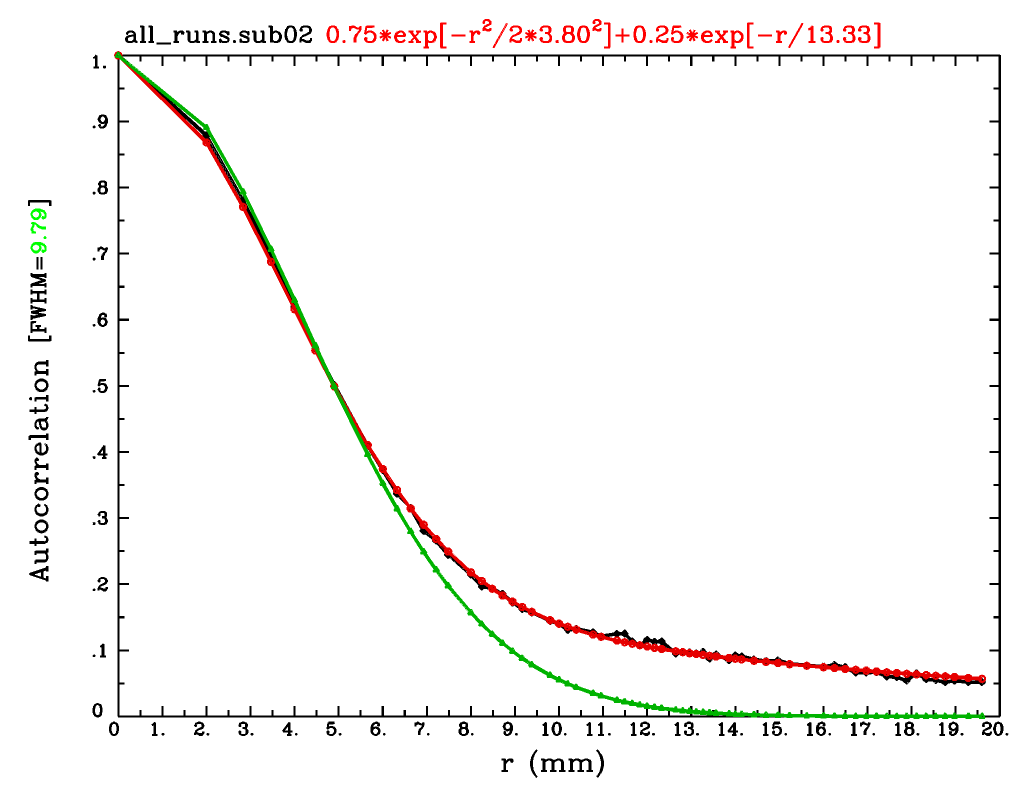 all_runs.sub02 0.75*exp[-r²/2*3.80²]+0.25*exp[-r/13.33]
1.
.9
.8
.7
.6
.5
.4
.3
.2
.1
0
Autocorrelation [FWHM=9.79]
0 1. 2. 3. 4. 5. 6. 7. 8. 9. 10. 11. 12. 13. 14. 15. 16. 17. 18. 19. 20.
r (mm)